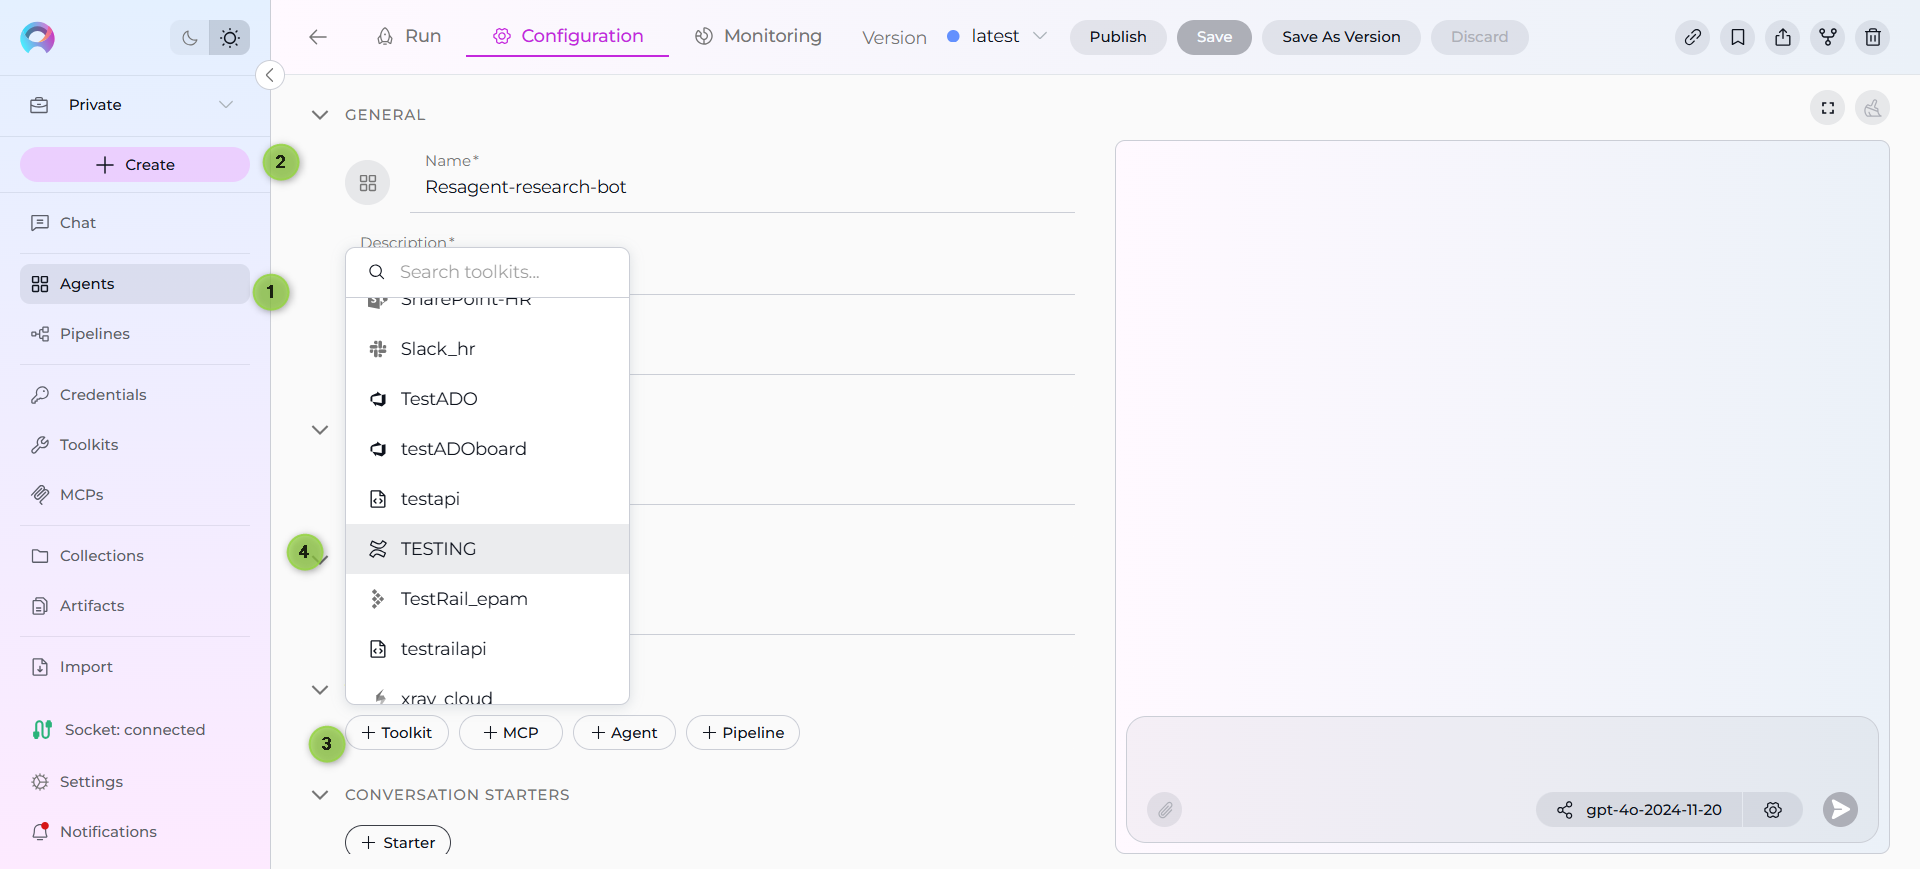 Private
Create
2
Chat
Agents
1
Pipelines
Credentials
Toolkits
MCPs
Collections
Artifacts
Import
Socket: connected
Settings
Notifications
Run
Configuration
Monitoring
Version
latest
Publish
Save
Save As Version
Discard
GENERAL
Name*
Resagent-research-bot
Description*
Search toolkits...
SharePoint-HR
Slack_hr
TestADO
testADOboard
testapi
4
TESTING
TestRail_epam
testrailapi
xray_cloud
3
Toolkit
MCP
Agent
Pipeline
CONVERSATION STARTERS
Starter
gpt-4o-2024-11-20